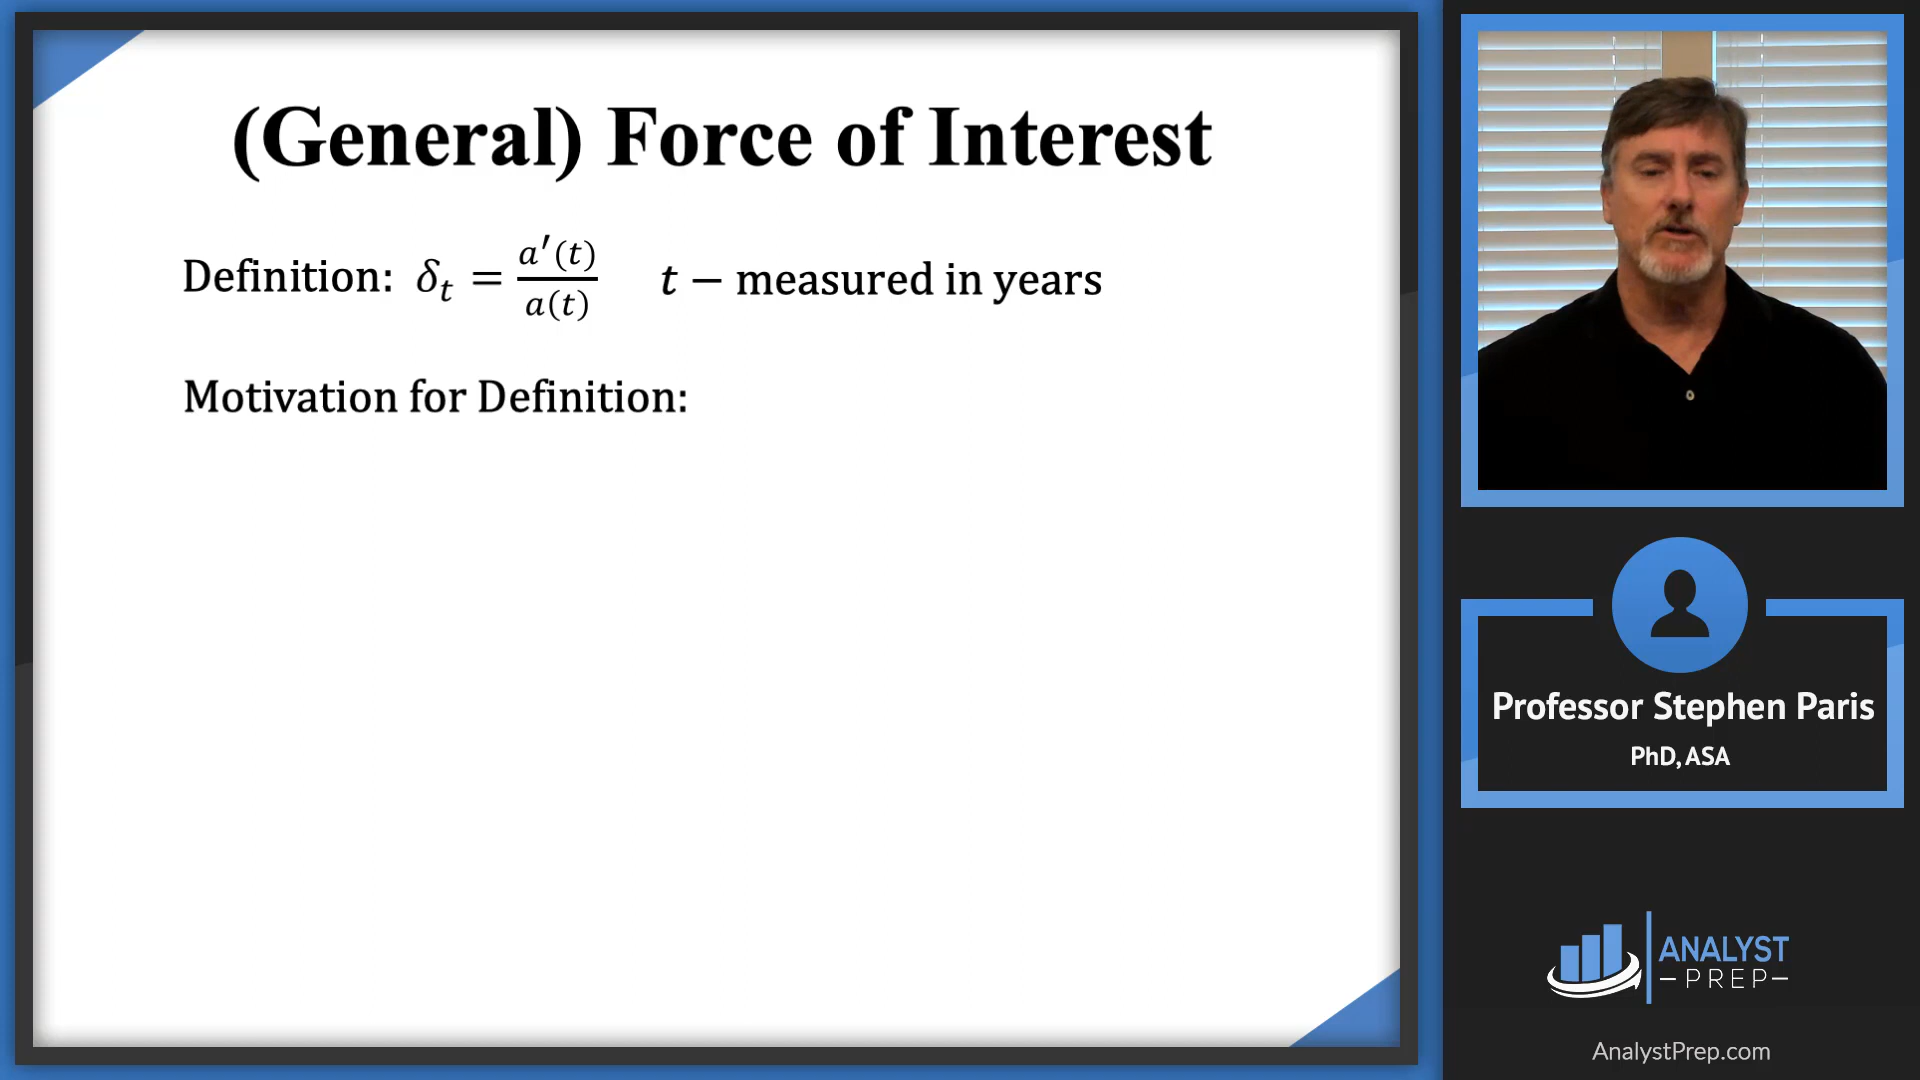 (General) Force of Interest
Definition: δₜ = a′(t)/a(t) t − measured in years
Motivation for Definition:
Professor Stephen Paris
PhD, ASA
ANALYST
PREP
AnalystPrep.com